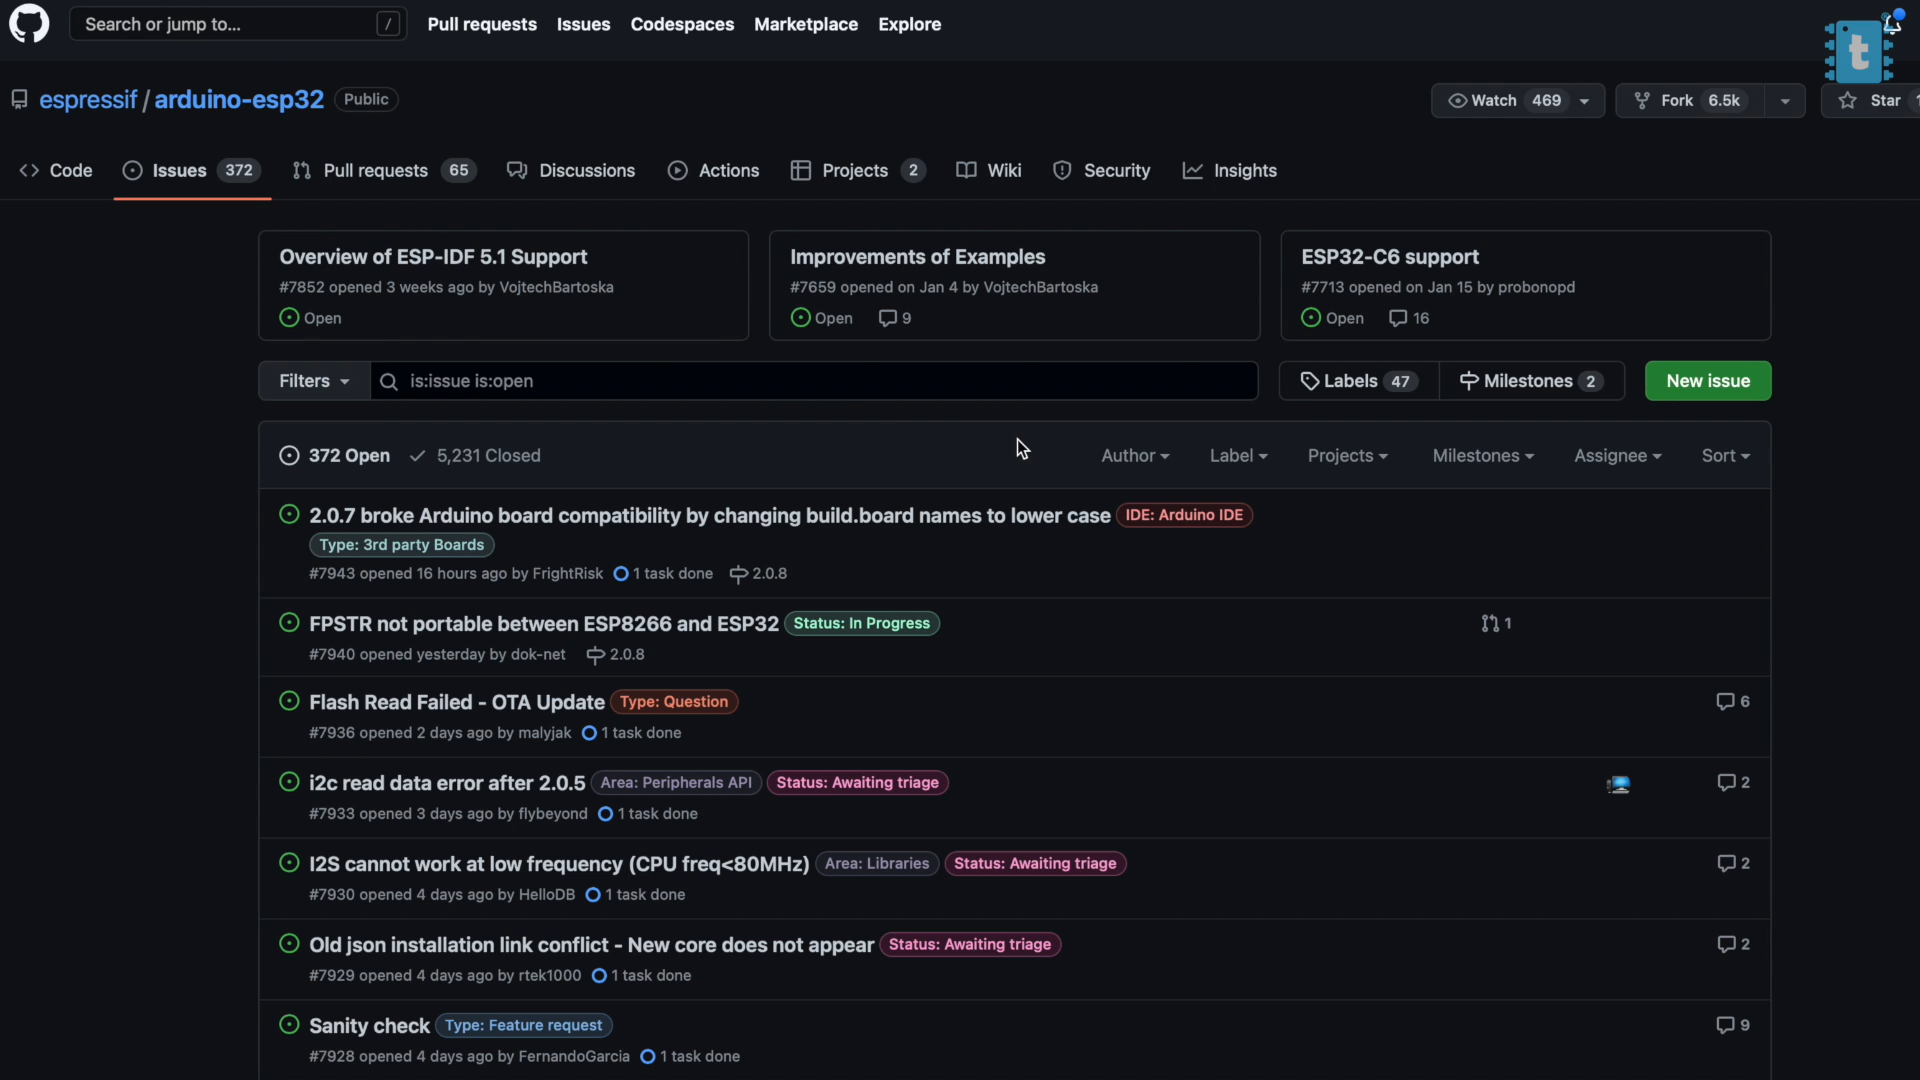 Search or jump to... /
Pull requests Issues Codespaces Marketplace Explore
t
espressif / arduino-esp32 Public
Watch 469 Fork 6.5k Star
Code Issues 372 Pull requests 65 Discussions Actions Projects 2 Wiki Security Insights
Overview of ESP-IDF 5.1 Support
#7852 opened 3 weeks ago by VojtechBartoska
Open
Improvements of Examples
#7659 opened on Jan 4 by VojtechBartoska
Open 9
ESP32-C6 support
#7713 opened on Jan 15 by probonopd
Open 16
Filters is:issue is:open Labels 47 Milestones 2 New issue
372 Open 5,231 Closed Author Label Projects Milestones Assignee Sort
2.0.7 broke Arduino board compatibility by changing build.board names to lower case IDE: Arduino IDE
Type: 3rd party Boards
#7943 opened 16 hours ago by FrightRisk 1 task done 2.0.8
FPSTR not portable between ESP8266 and ESP32 Status: In Progress 1
#7940 opened yesterday by dok-net 2.0.8
Flash Read Failed - OTA Update Type: Question 6
#7936 opened 2 days ago by malyjak 1 task done
i2c read data error after 2.0.5 Area: Peripherals API Status: Awaiting triage 2
#7933 opened 3 days ago by flybeyond 1 task done
I2S cannot work at low frequency (CPU freq<80MHz) Area: Libraries Status: Awaiting triage 2
#7930 opened 4 days ago by HelloDB 1 task done
Old json installation link conflict - New core does not appear Status: Awaiting triage 2
#7929 opened 4 days ago by rtek1000 1 task done
Sanity check Type: Feature request 9
#7928 opened 4 days ago by FernandoGarcia 1 task done